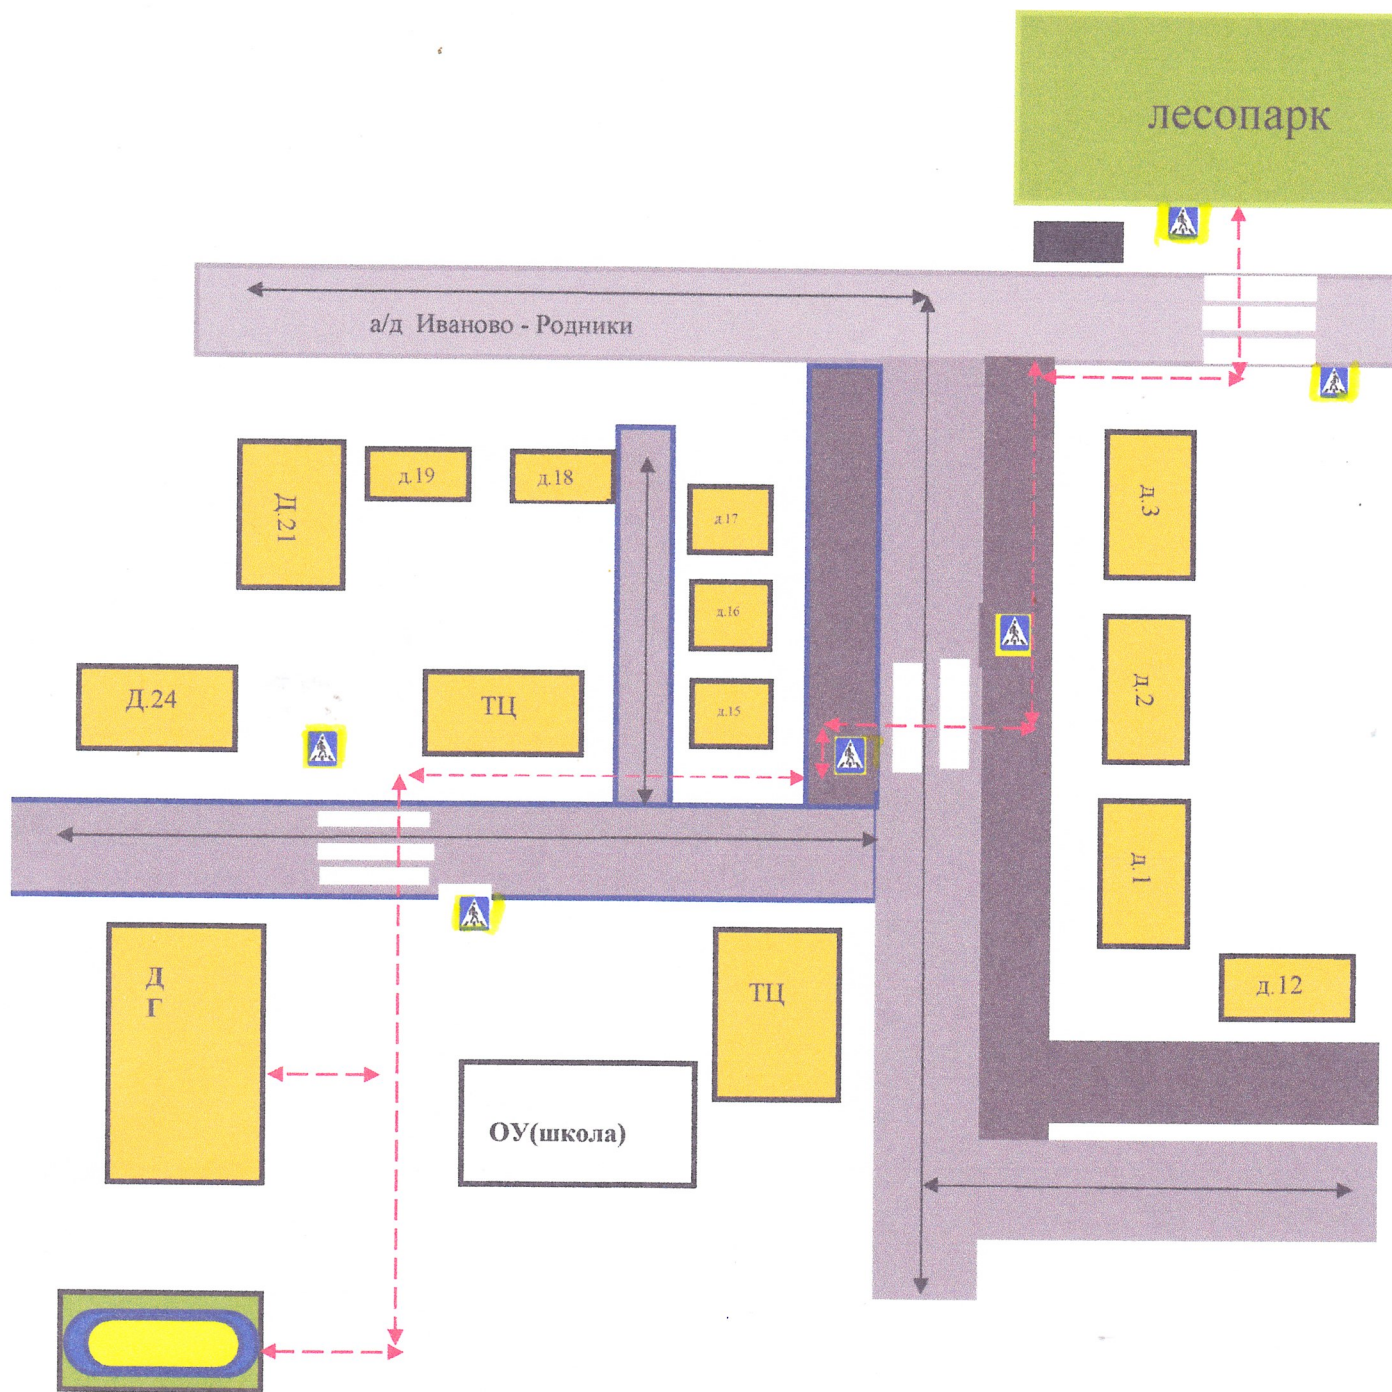 лесопарк
а/д Иваново - Родники
д.19
д.18
Д.21
д.17
д.3
д.16
Д.24
ТЦ
д.15
д.2
д.1
Д
Г
ТЦ
д.12
ОУ(школа)